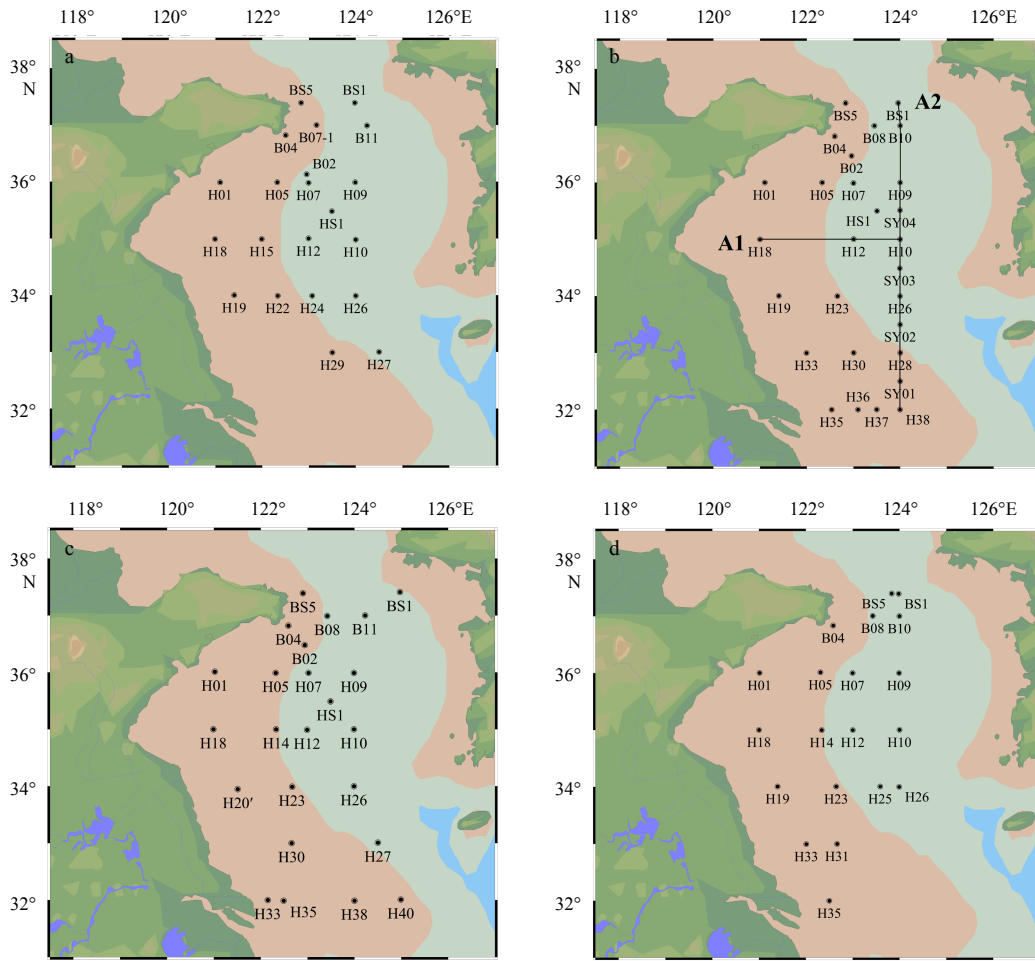 118° 120° 122° 124° 126°E
38°
N
36°
34°
32°
a
BS5 BS1
B07-1 B11
B04
B02
H01 H05 H07 H09
HS1
H18 H15 H12 H10
H19 H22 H24 H26
H29 H27
118° 120° 122° 124° 126°E
38°
N
36°
34°
32°
b
A2
BS5 BS1
B08 B10
B04
B02
H01 H05 H07 H09
HS1 SY04
A1
H18 H12 H10
SY03
H19 H23 H26
SY02
H33 H30 H28
SY01
H36
H35 H37 H38
118° 120° 122° 124° 126°E
38°
N
36°
34°
32°
c
BS5 BS1
B08 B11
B04
B02
H01 H05 H07 H09
HS1
H18 H14 H12 H10
H20′ H23 H26
H30 H27
H33 H35 H38 H40
118° 120° 122° 124° 126°E
38°
N
36°
34°
32°
d
BS5 BS1
B04 B08 B10
H01 H05 H07 H09
H18 H14 H12 H10
H19 H23 H25 H26
H33 H31
H35